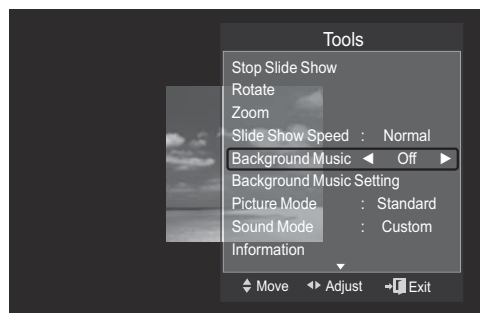 Tools
Stop Slide Show
Rotate
Zoom
Slide Show Speed : Normal
Background Music ◀ Off ▶
Background Music Setting
Picture Mode : Standard
Sound Mode : Custom
Information
Move Adjust Exit